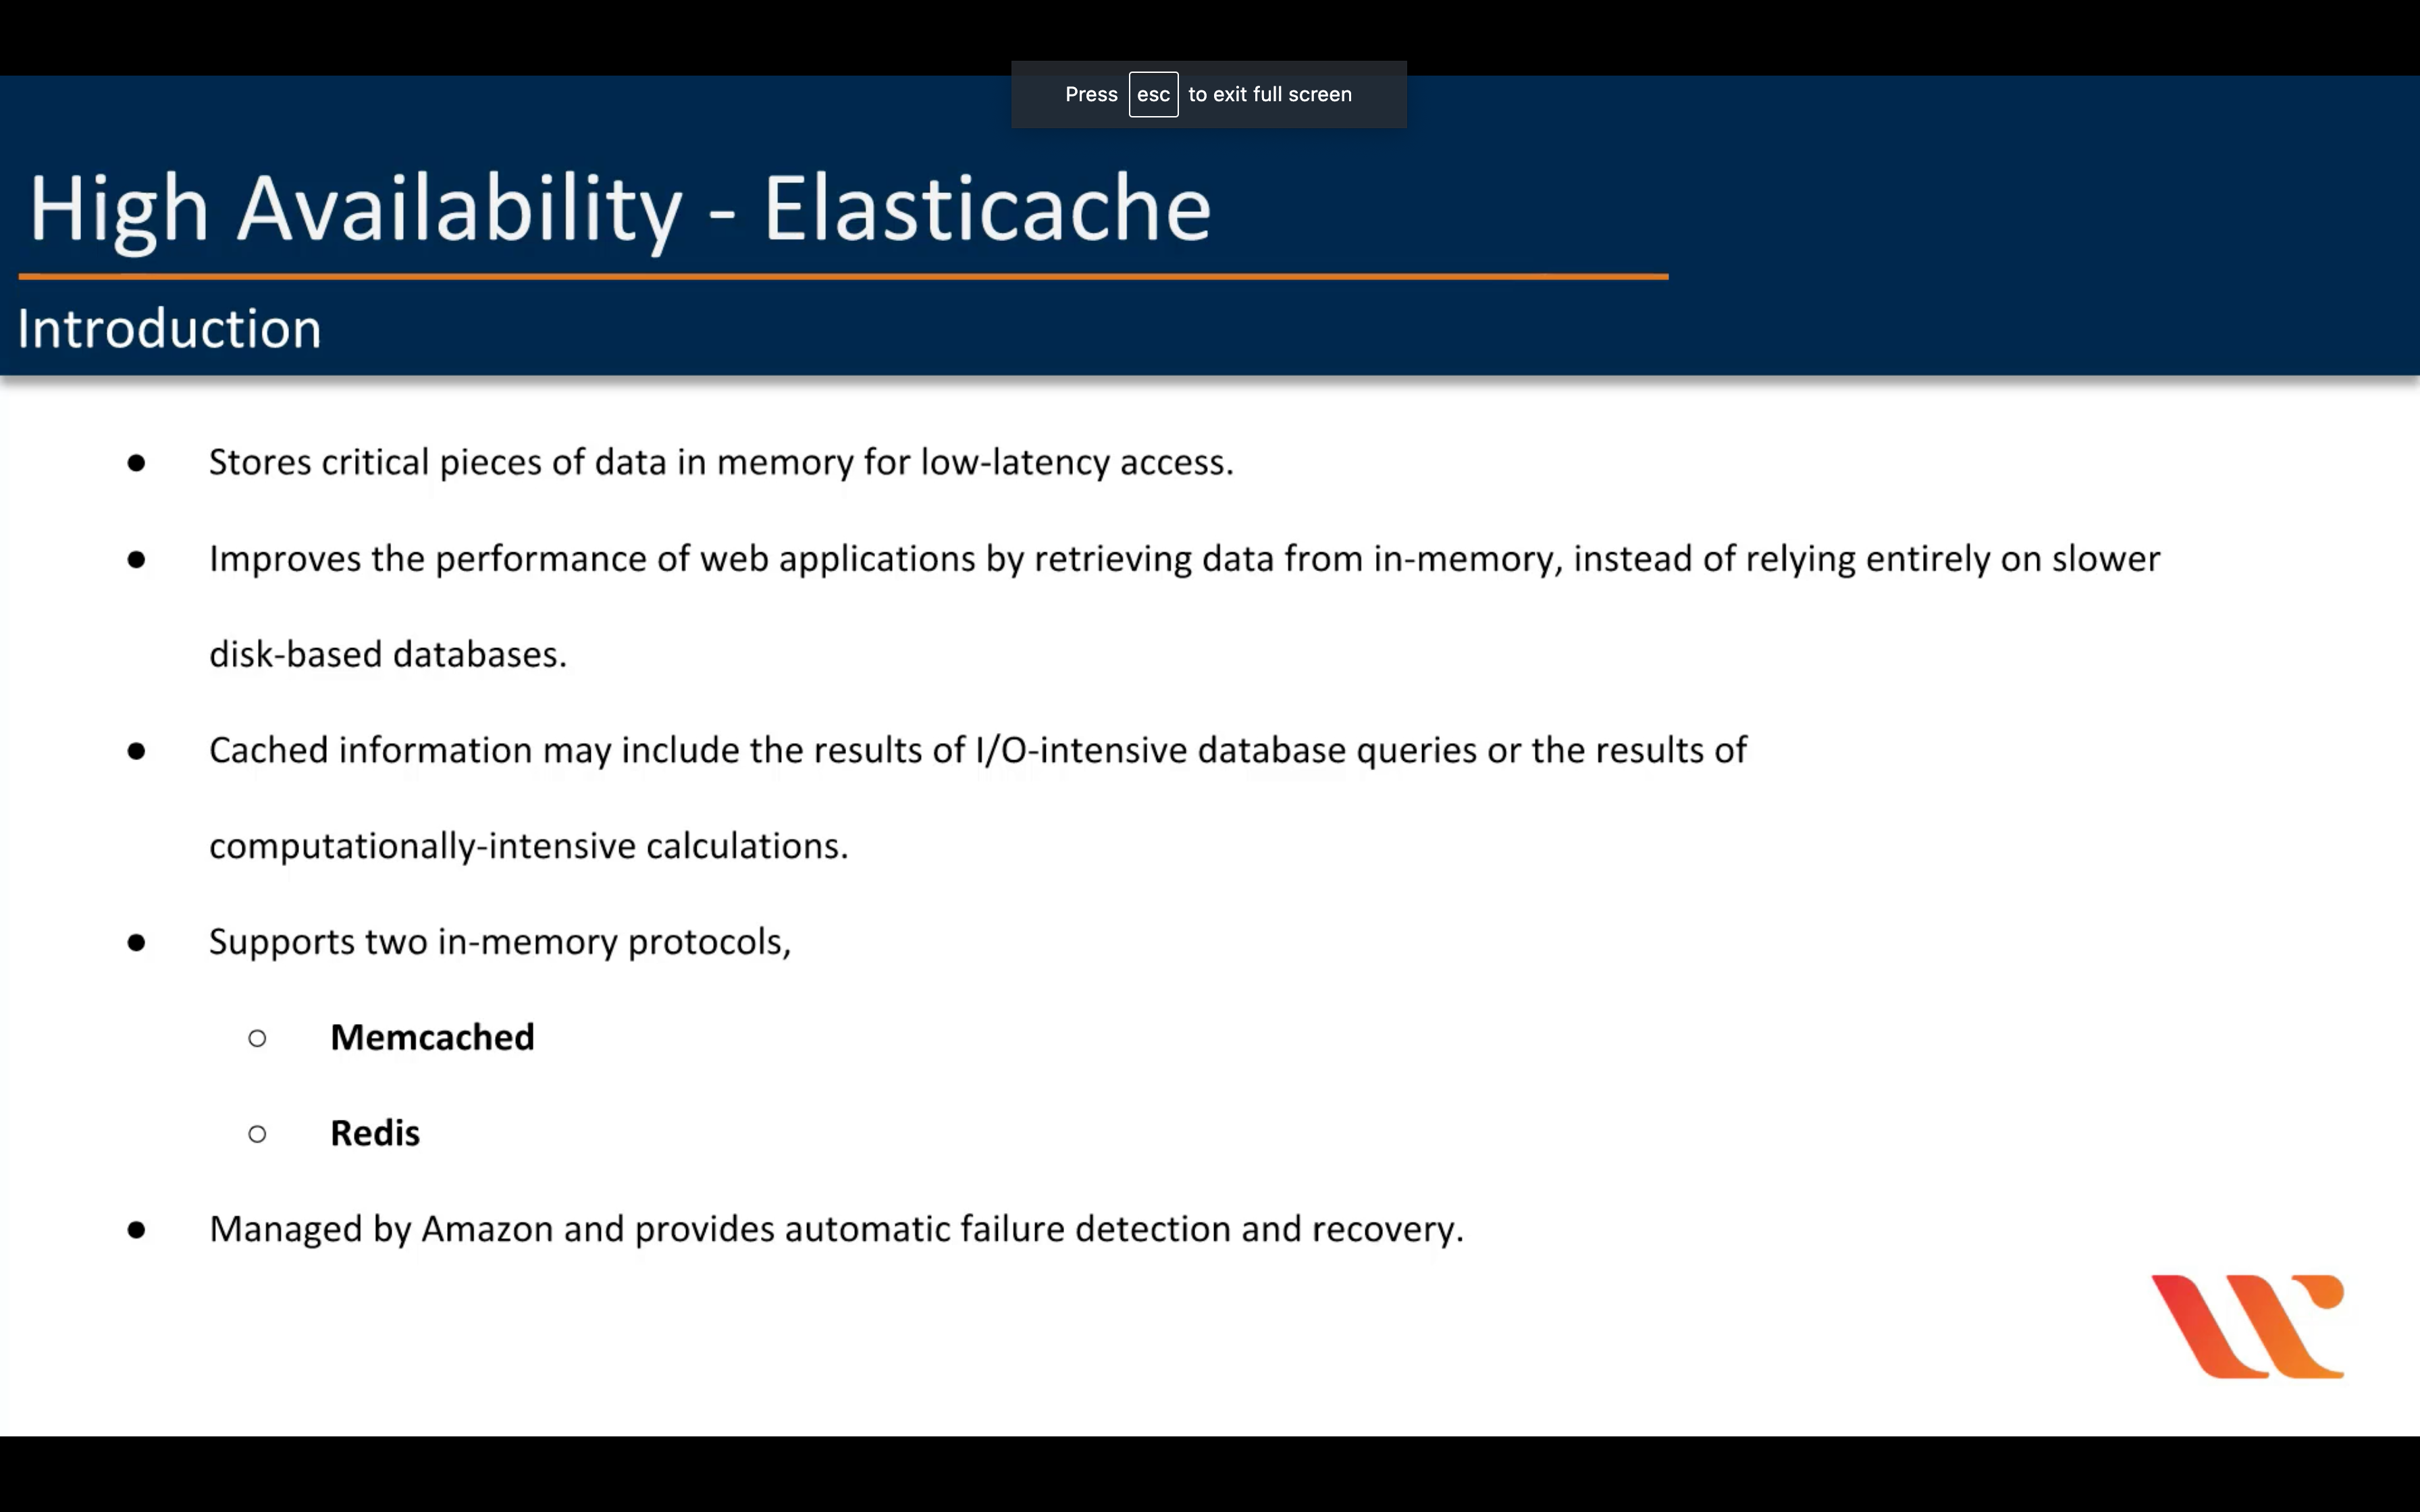 Press esc to exit full screen
High Availability - Elasticache
Introduction
● Stores critical pieces of data in memory for low-latency access.
● Improves the performance of web applications by retrieving data from in-memory, instead of relying entirely on slower
disk-based databases.
● Cached information may include the results of I/O-intensive database queries or the results of
computationally-intensive calculations.
● Supports two in-memory protocols,
○ Memcached
○ Redis
● Managed by Amazon and provides automatic failure detection and recovery.